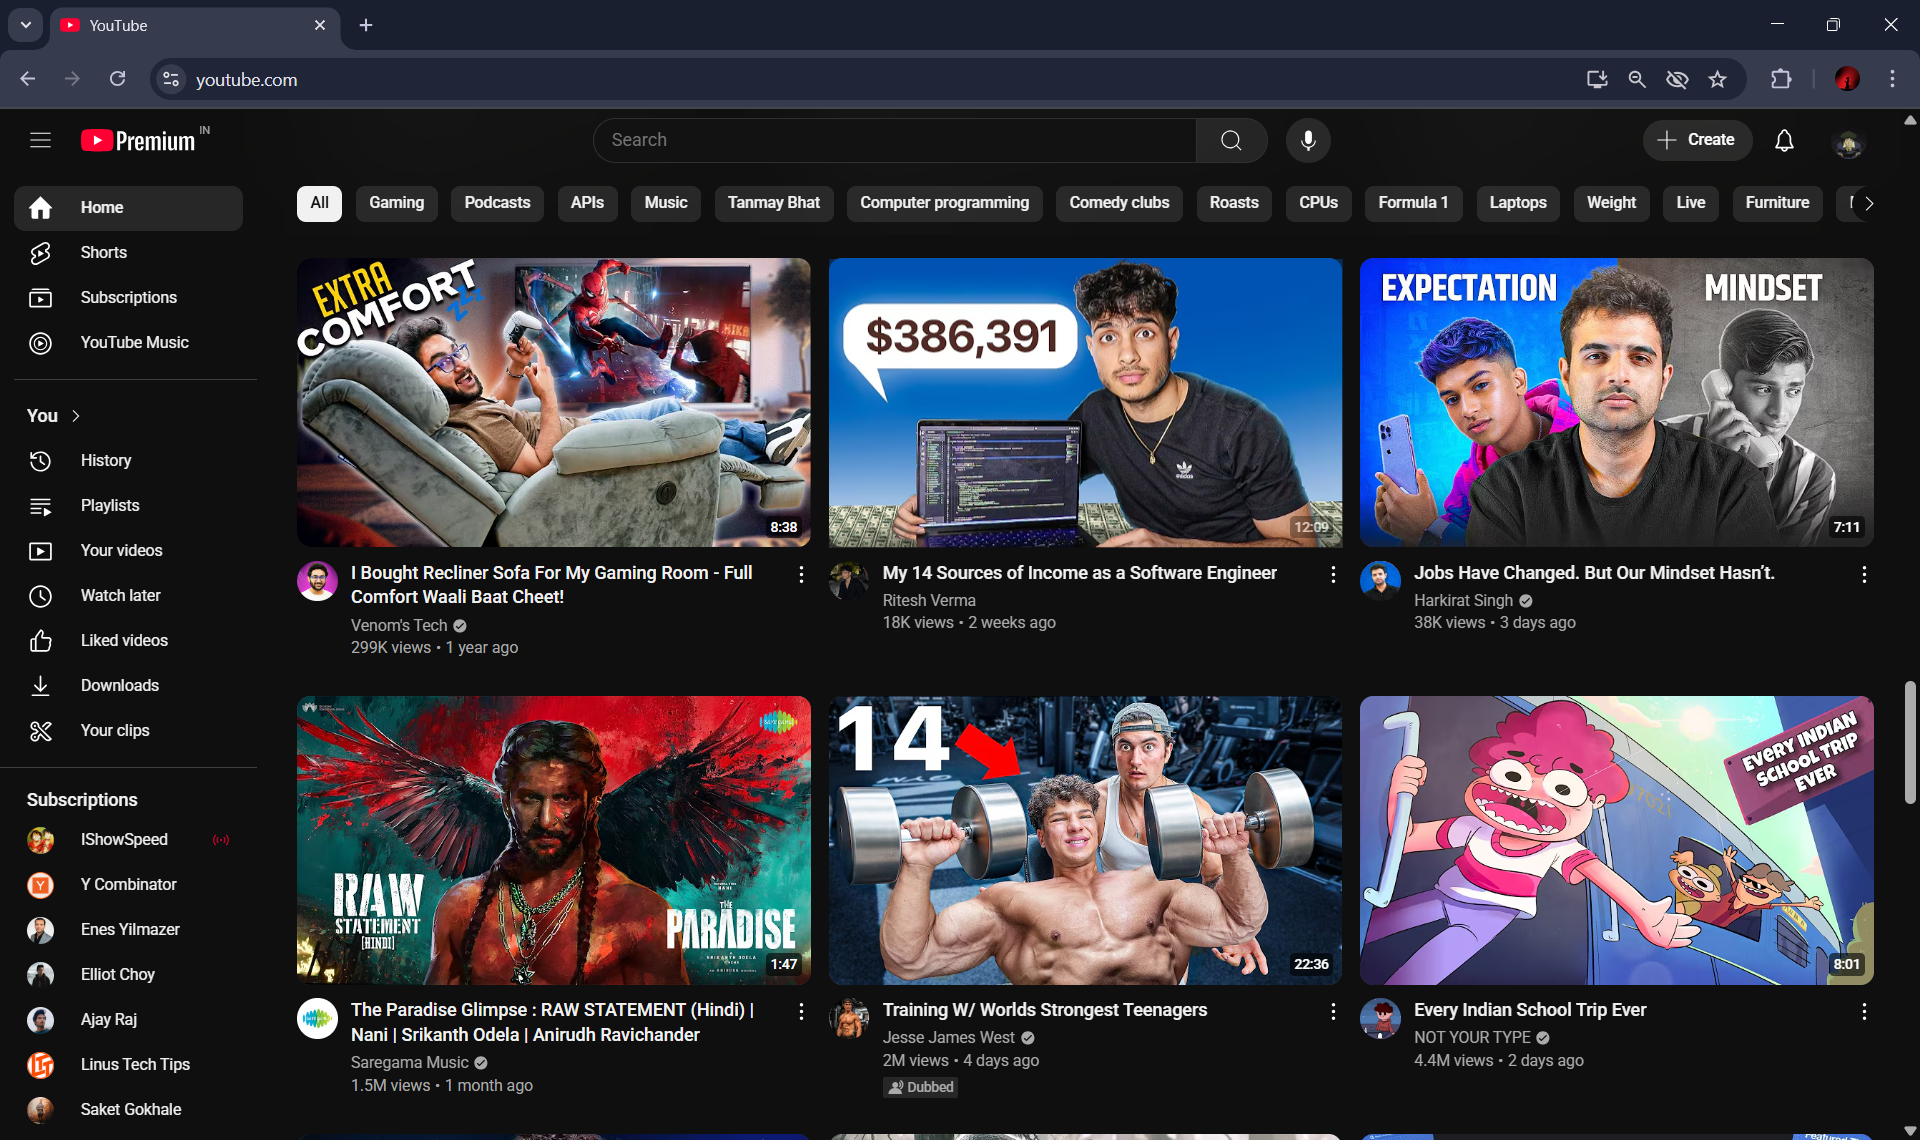 YouTube
youtube.com
Premium IN
Search
Create
Home
Shorts
Subscriptions
YouTube Music
You
History
Playlists
Your videos
Watch later
Liked videos
Downloads
Your clips
Subscriptions
IShowSpeed
Y Combinator
Enes Yilmazer
Elliot Choy
Ajay Raj
Linus Tech Tips
Saket Gokhale
All
Gaming
Podcasts
APIs
Music
Tanmay Bhat
Computer programming
Comedy clubs
Roasts
CPUs
Formula 1
Laptops
Weight
Live
Furniture
EXTRA
COMFORT
8:38
I Bought Recliner Sofa For My Gaming Room - Full
Comfort Waali Baat Cheet!
Venom's Tech
299K views • 1 year ago
$386,391
adidas
12:09
My 14 Sources of Income as a Software Engineer
Ritesh Verma
18K views • 2 weeks ago
EXPECTATION
MINDSET
7:11
Jobs Have Changed. But Our Mindset Hasn't.
Harkirat Singh
38K views • 3 days ago
RAW
STATEMENT
[HINDI]
THE
PARADISE
1:47
The Paradise Glimpse : RAW STATEMENT (Hindi) |
Nani | Srikanth Odela | Anirudh Ravichander
Saregama Music
1.5M views • 1 month ago
14
22:36
Training W/ Worlds Strongest Teenagers
Jesse James West
2M views • 4 days ago
Dubbed
EVERY INDIAN
SCHOOL TRIP
EVER
8:01
Every Indian School Trip Ever
NOT YOUR TYPE
4.4M views • 2 days ago